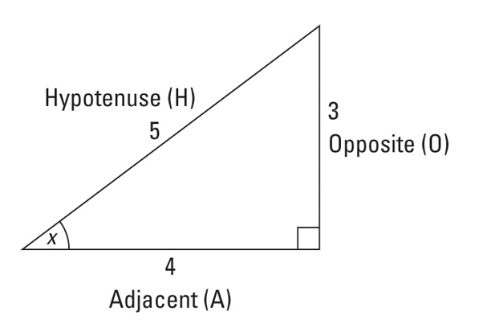 Hypotenuse (H)
5
3
Opposite (O)
x
4
Adjacent (A)